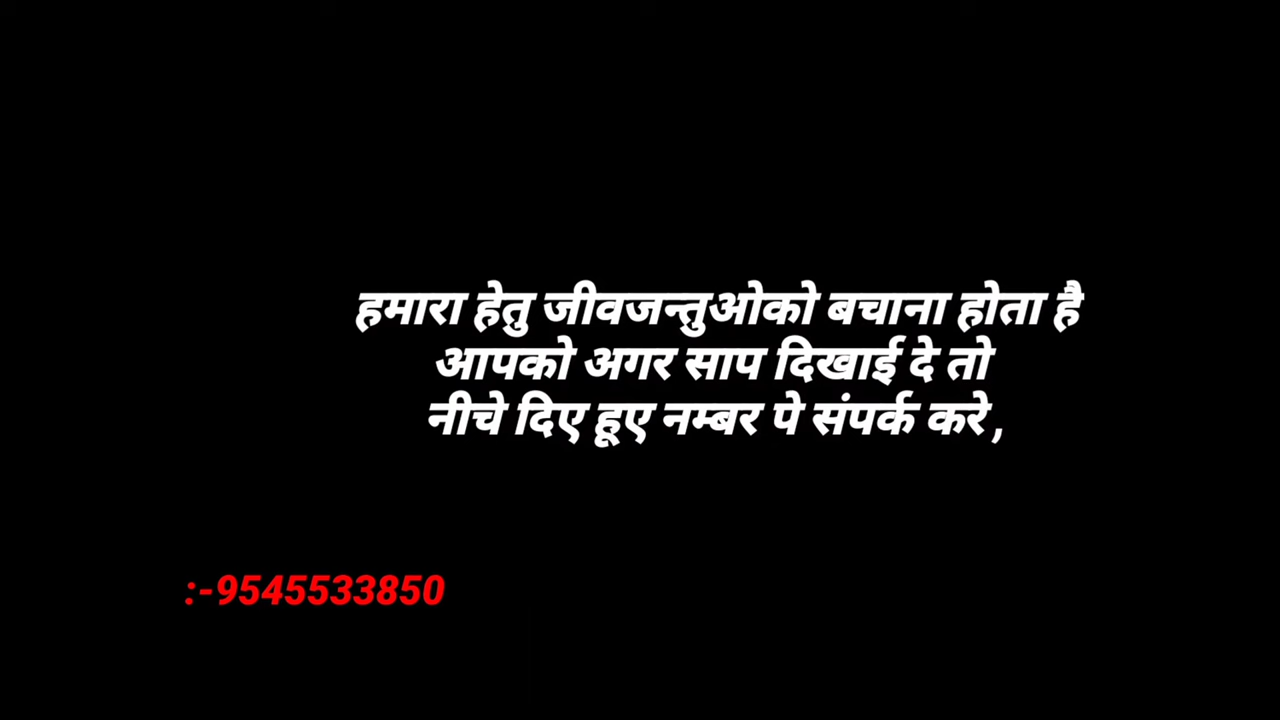 हमारा हेतु जीवजन्तुओको बचाना होता है
आपको अगर साप दिखाई दे तो
नीचे दिए हूए नम्बर पे संपर्क करे,
:-9545533850